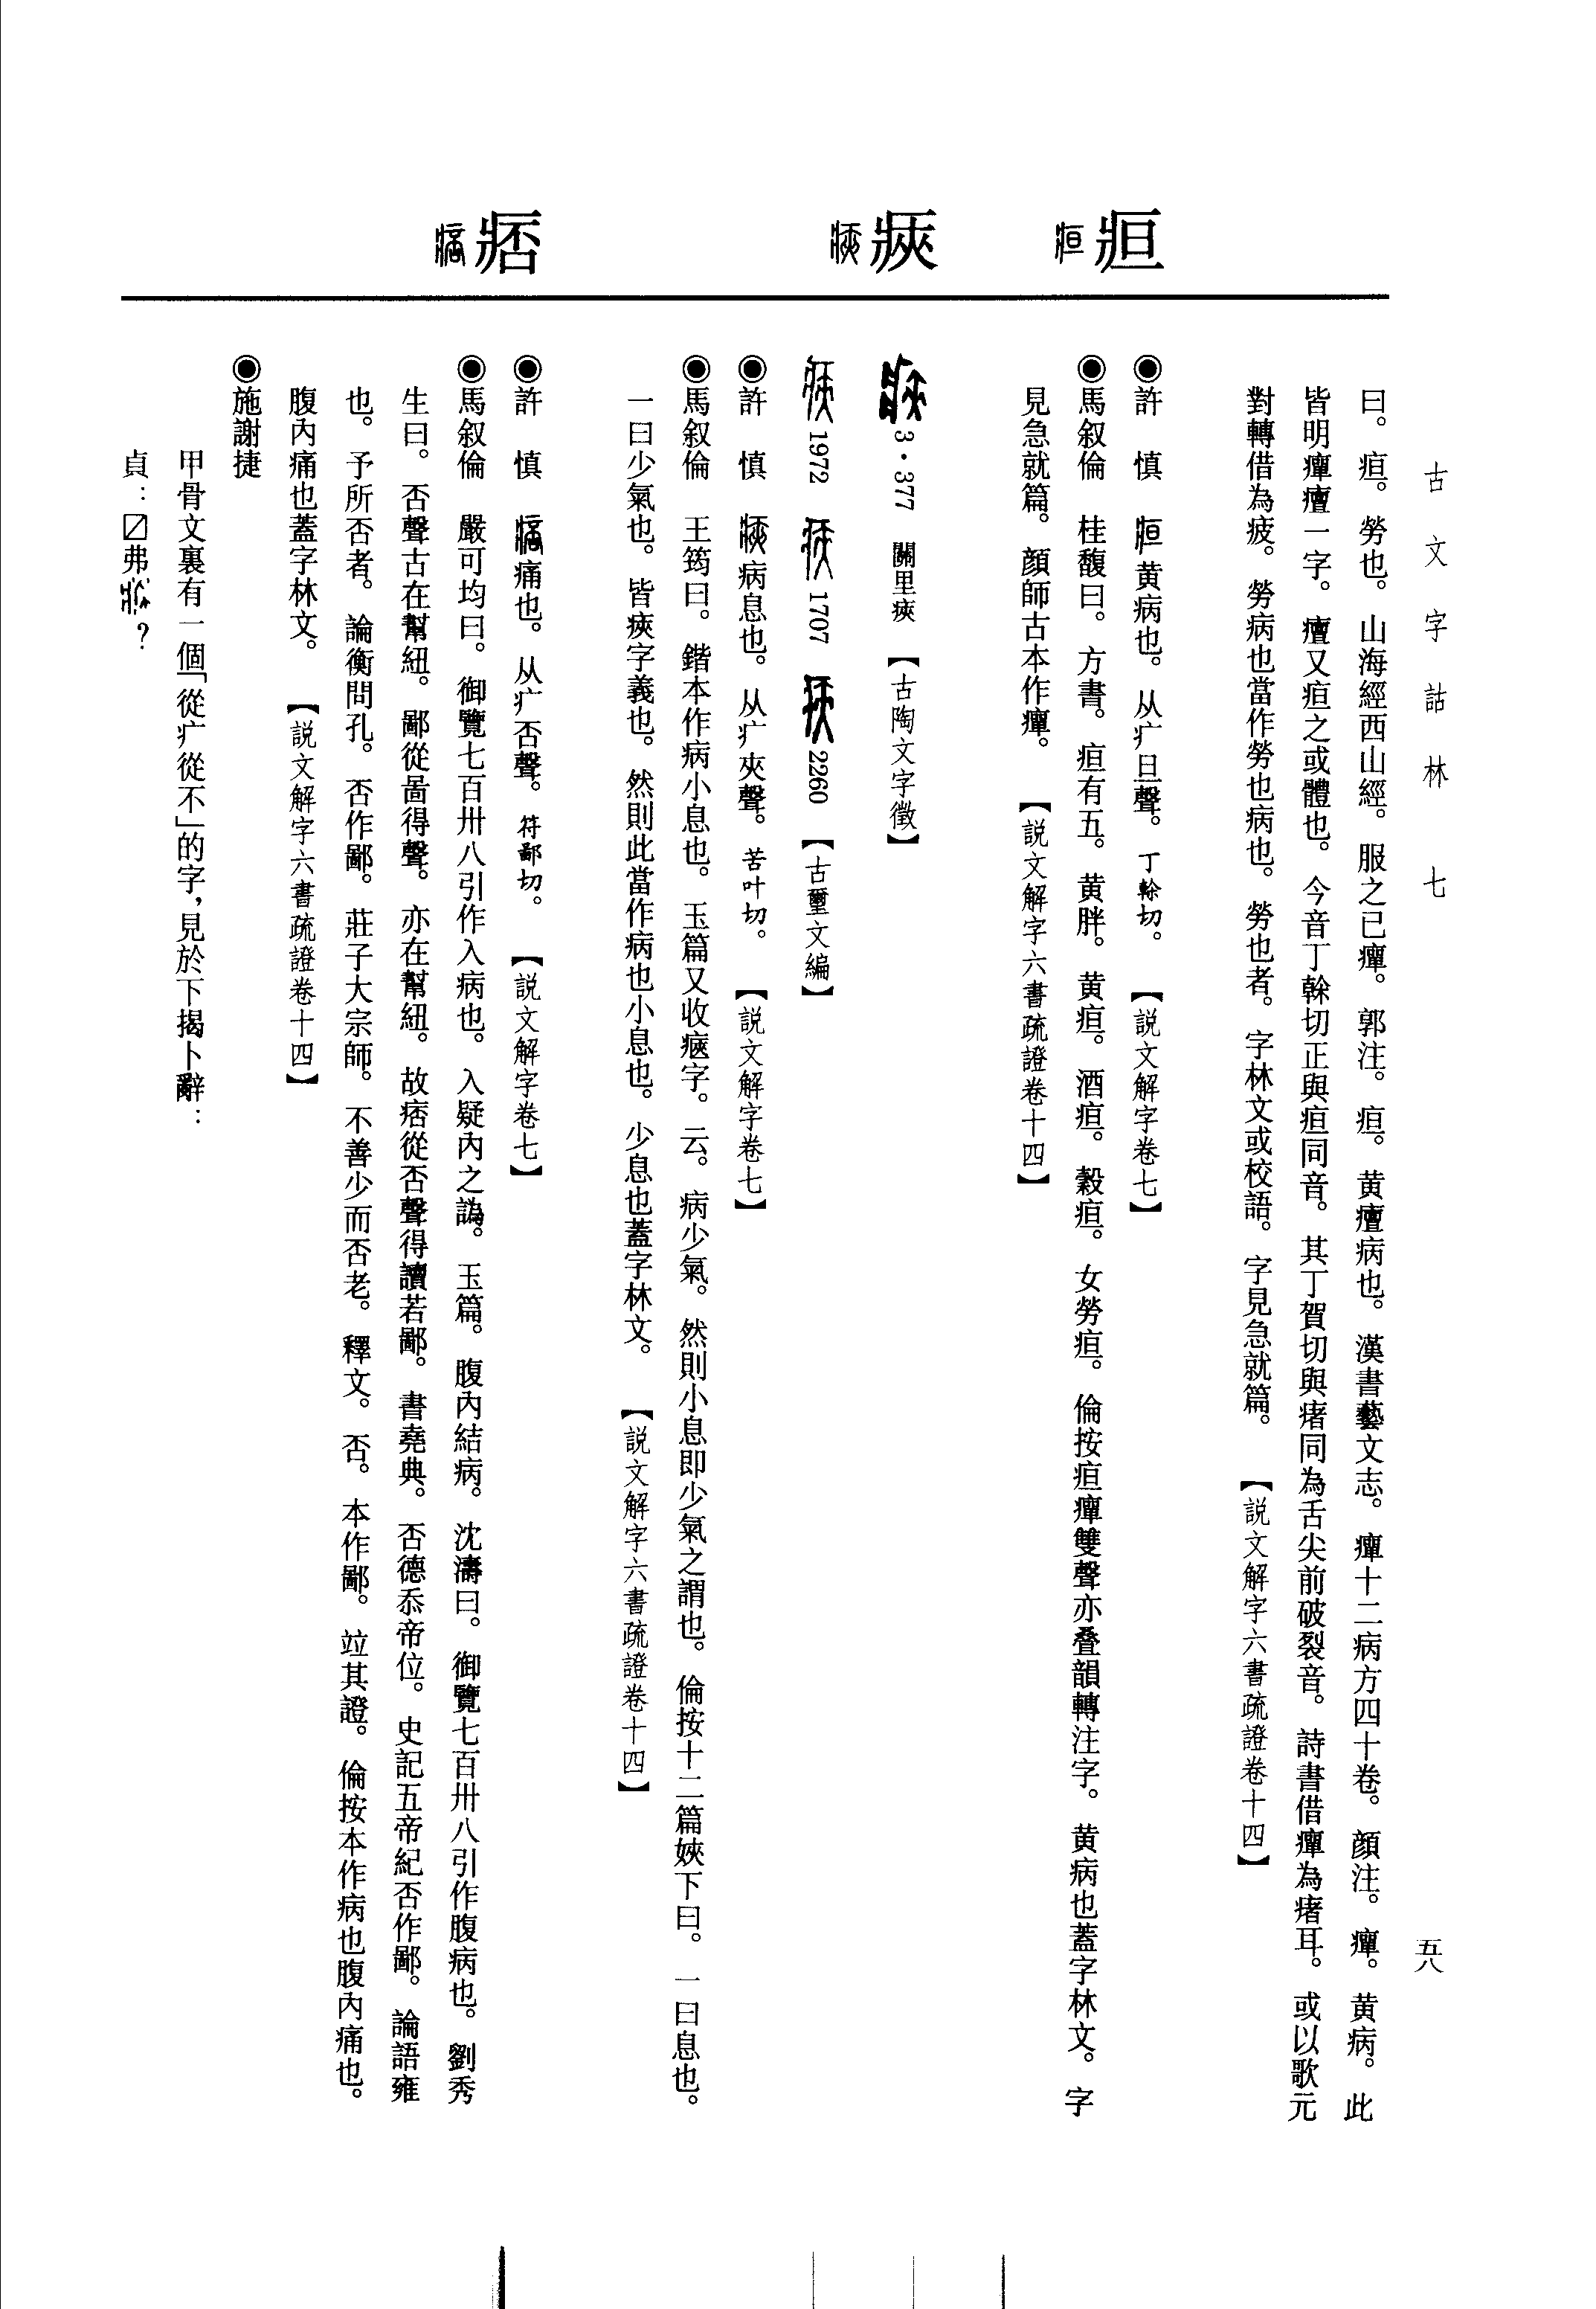 古文字詁林　七
五八
曰。疸。勞也。山海經西山經。服之已癉。郭注。疸。黄癉病也。漢書藝文志。癉十二病方四十卷。顏注。癉。黄病。此
皆明癉癉一字。癉又疸之或體也。今音丁榦切正與疸同音。其丁賀切與瘏同為舌尖前破裂音。詩書借癉為瘏耳。或以歌元
對轉借為疲。勞病也當作勞也病也。勞也者。字林文或校語。字見急就篇。　【説文解字六書疏證卷十四】
疸
●許　慎　黄病也。从疒旦聲。丁榦切。　【説文解字卷七】
●馬叙倫　桂馥曰。方書。疸有五。黄胖。黄疸。酒疸。穀疸。女勞疸。倫按疸癉雙聲亦叠韻轉注字。黄病也蓋字林文。字
見急就篇。顏師古本作癉。　【説文解字六書疏證卷十四】
㾜
3·377　關里㾜　【古陶文字徵】
1972　1707　2260　【古璽文編】
●許　慎　病息也。从疒夾聲。苦叶切。　【説文解字卷七】
●馬叙倫　王筠曰。鍇本作病小息也。玉篇又收㾜字。云。病少氣。然則小息即少氣之謂也。倫按十二篇㛍下曰。一曰息也。
一曰少氣也。皆㾜字義也。然則此當作病也小息也。少息也蓋字林文。　【説文解字六書疏證卷十四】
痞
●許　慎　痛也。从疒否聲。符鄙切。　【説文解字卷七】
●馬叙倫　嚴可均曰。御覽七百卅八引作入病也。入疑內之譌。玉篇。腹內結病。沈濤曰。御覽七百卅八引作腹病也。劉秀
生曰。否聲古在幫紐。鄙從啚得聲。亦在幫紐。故痞從否聲得讀若鄙。書堯典。否德忝帝位。史記五帝紀否作鄙。論語雍
也。予所否者。論衡問孔。否作鄙。莊子大宗師。不善少而否老。釋文。否。本作鄙。竝其證。倫按本作病也腹內痛也。
腹內痛也蓋字林文。　【説文解字六書疏證卷十四】
●施謝捷
甲骨文裏有一個「從疒從不」的字，見於下揭卜辭：
貞：〼弗？